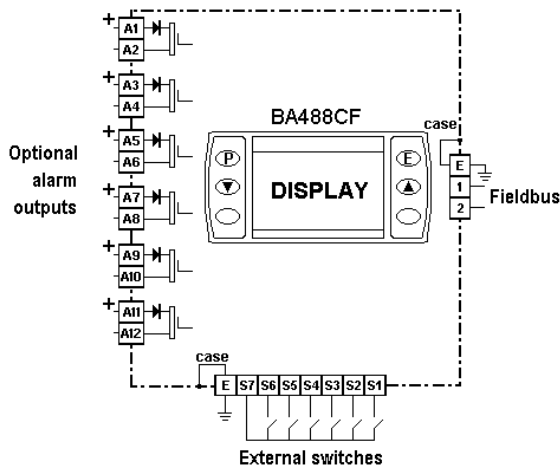 + A1
A2
+ A3
A4
+ A5
A6
+ A7
A8
+ A9
A10
+ A11
A12
Optional
alarm
outputs
BA488CF
P
E
DISPLAY
case
E
1
2
Fieldbus
case
E S7 S6 S5 S4 S3 S2 S1
External switches